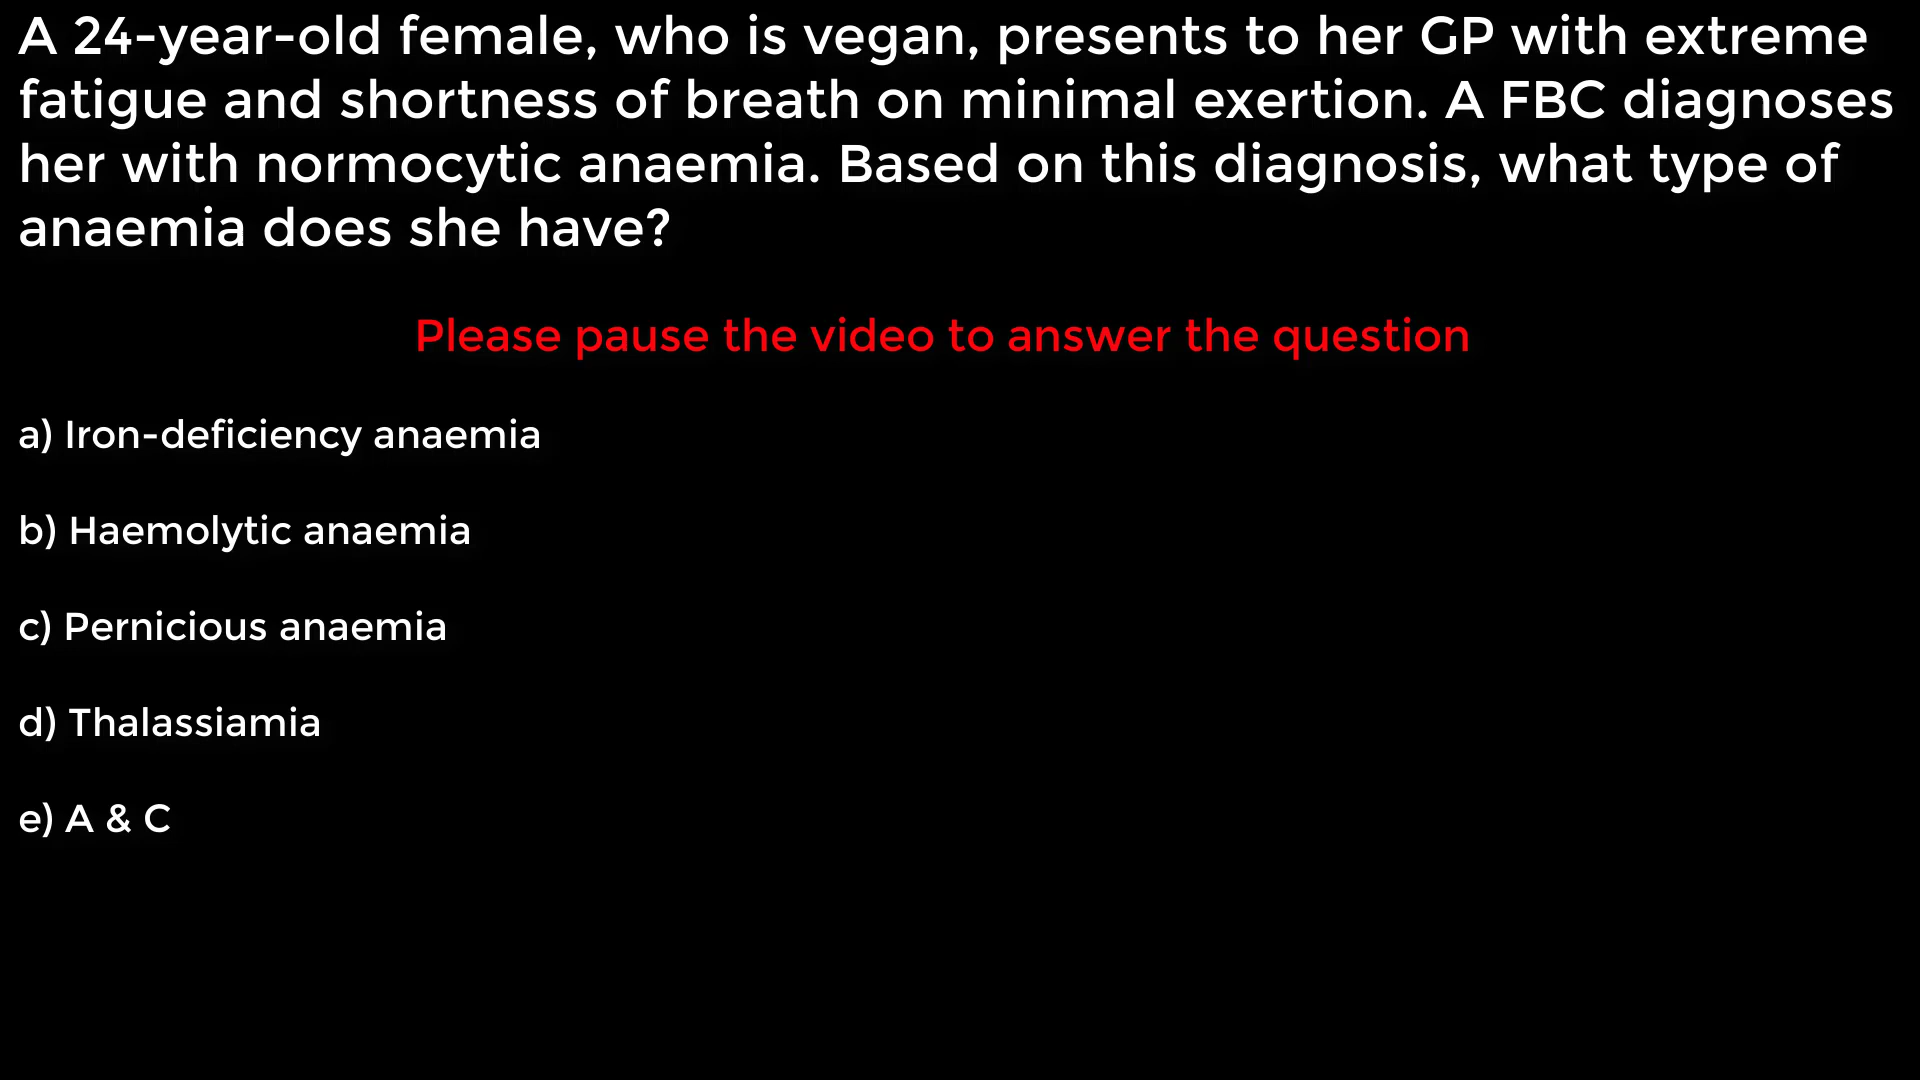 A 24-year-old female, who is vegan, presents to her GP with extreme
fatigue and shortness of breath on minimal exertion. A FBC diagnoses
her with normocytic anaemia. Based on this diagnosis, what type of
anaemia does she have?
Please pause the video to answer the question
a) Iron-deficiency anaemia
b) Haemolytic anaemia
c) Pernicious anaemia
d) Thalassiamia
e) A & C